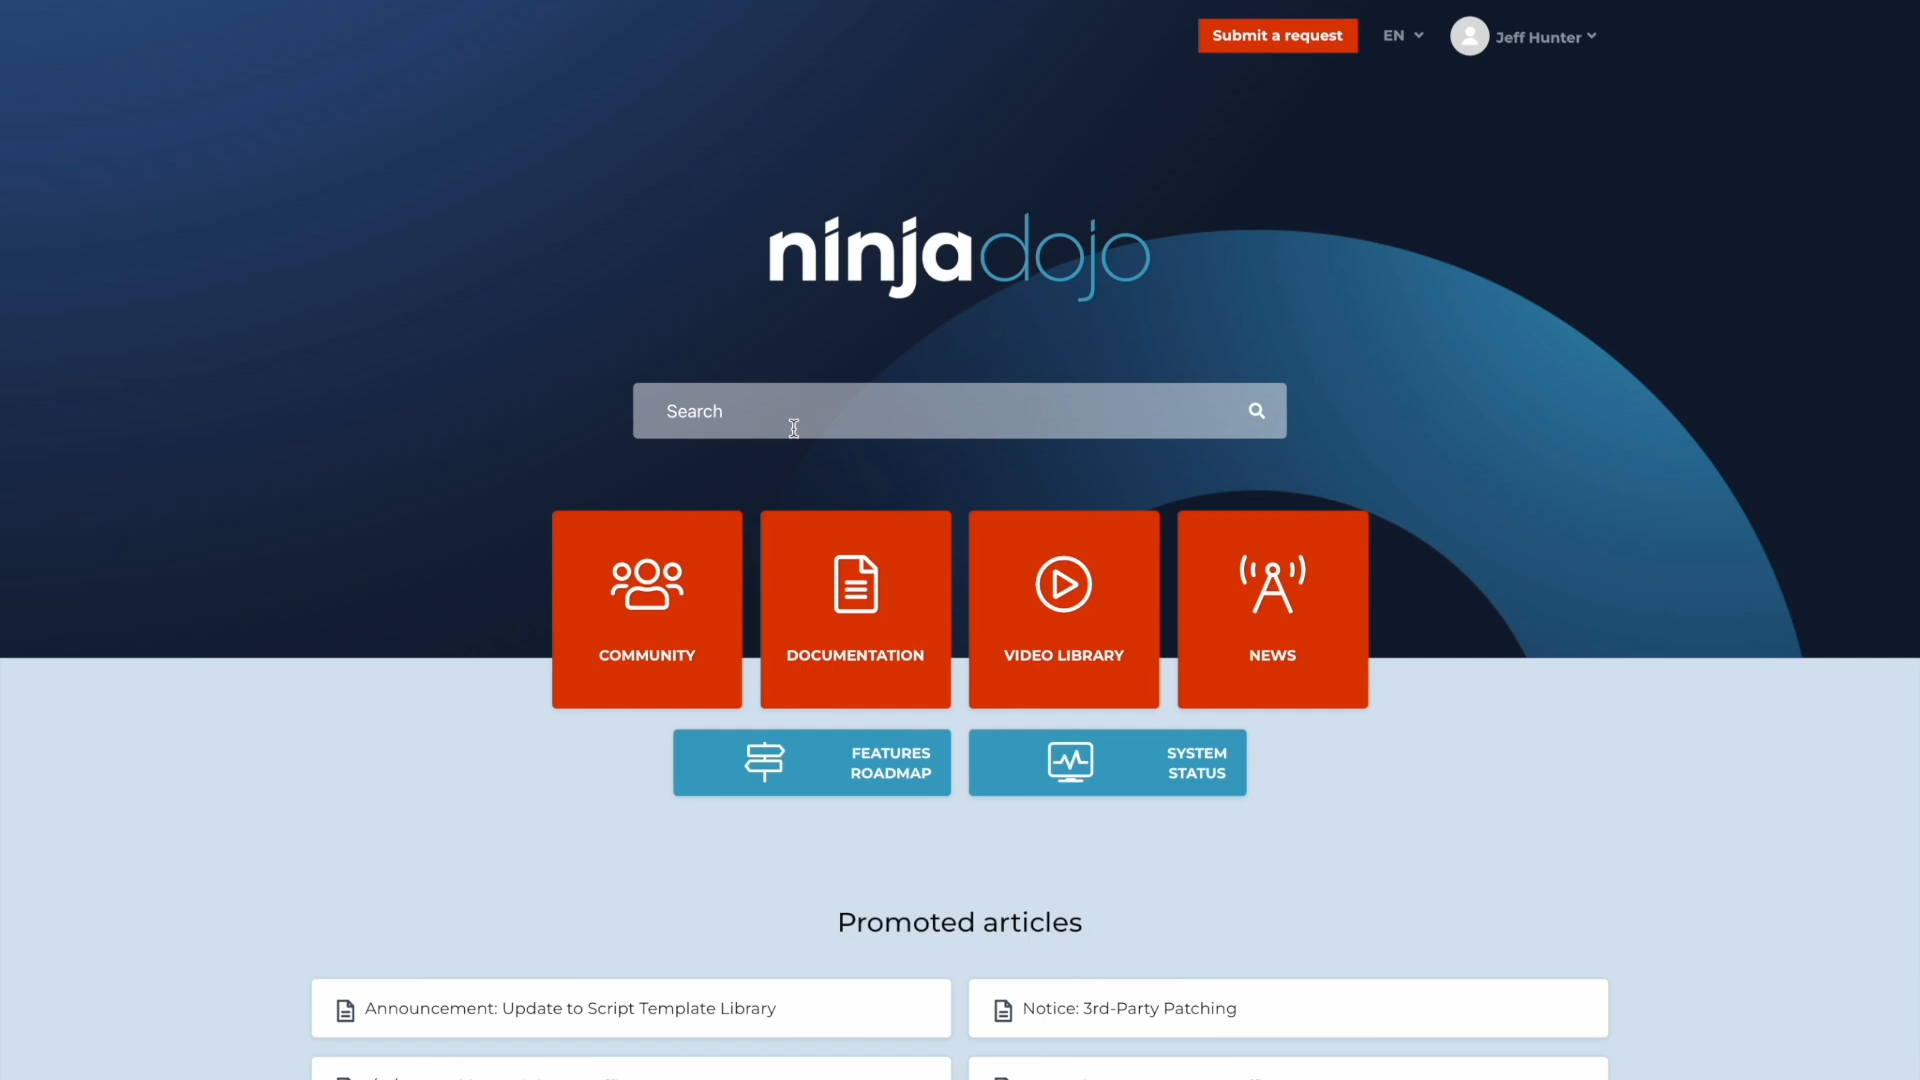 Submit a request
EN
Jeff Hunter
ninjadojo
Search
COMMUNITY
DOCUMENTATION
VIDEO LIBRARY
NEWS
FEATURES
ROADMAP
SYSTEM
STATUS
Promoted articles
Announcement: Update to Script Template Library
Notice: 3rd-Party Patching